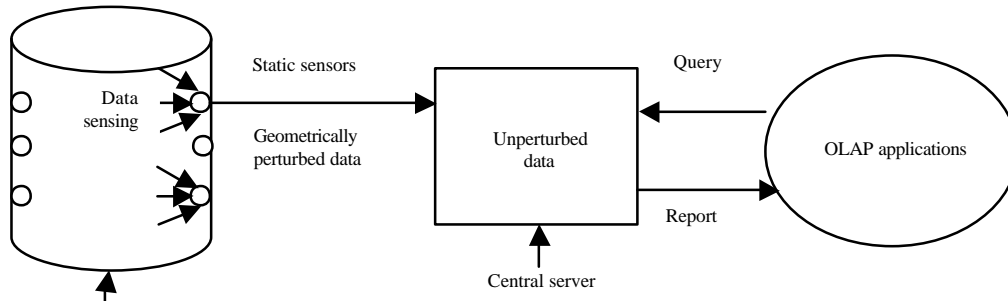 Static sensors
Data
sensing
Geometrically
perturbed data
Unperturbed
data
Query
Report
OLAP applications
Central server